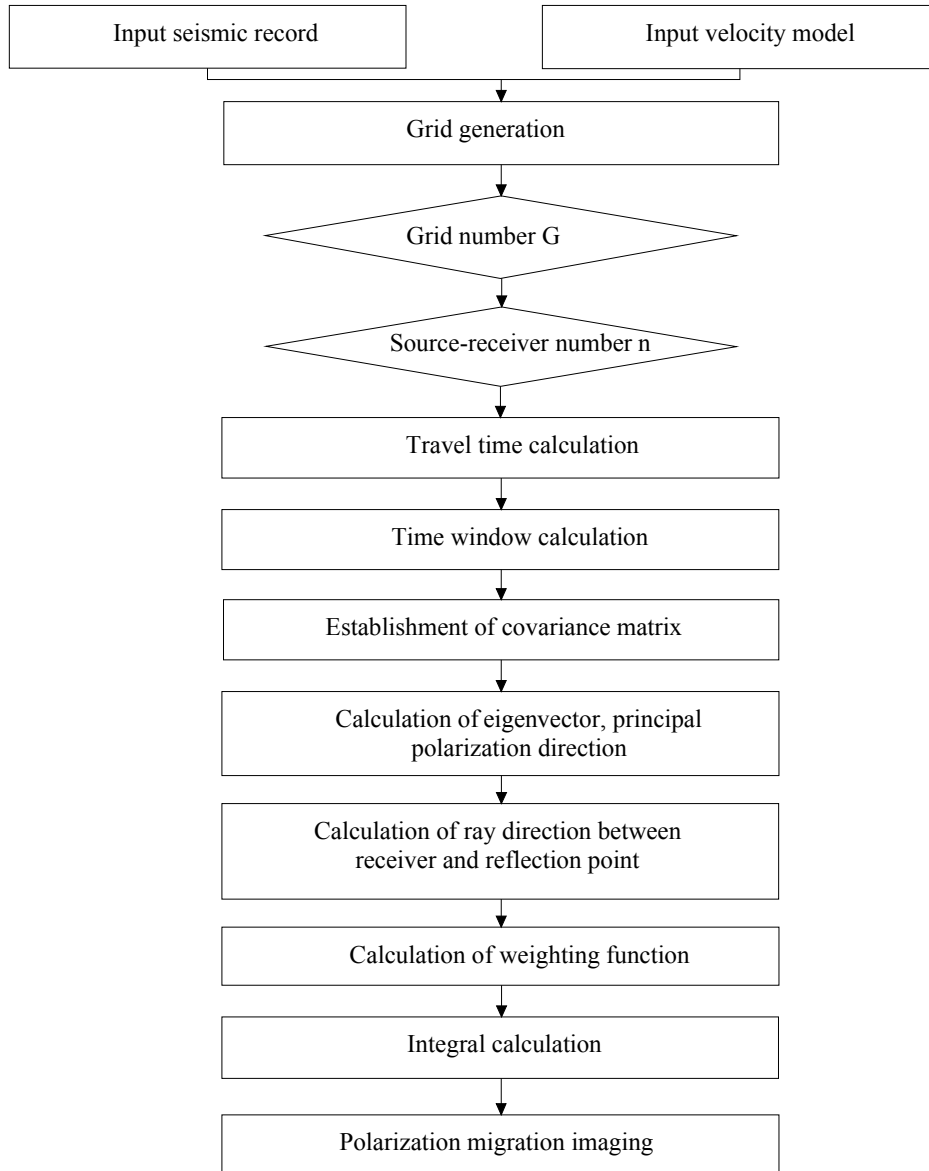 Input seismic record
Input velocity model
Grid generation
Grid number G
Source-receiver number n
Travel time calculation
Time window calculation
Establishment of covariance matrix
Calculation of eigenvector, principal
polarization direction
Calculation of ray direction between
receiver and reflection point
Calculation of weighting function
Integral calculation
Polarization migration imaging